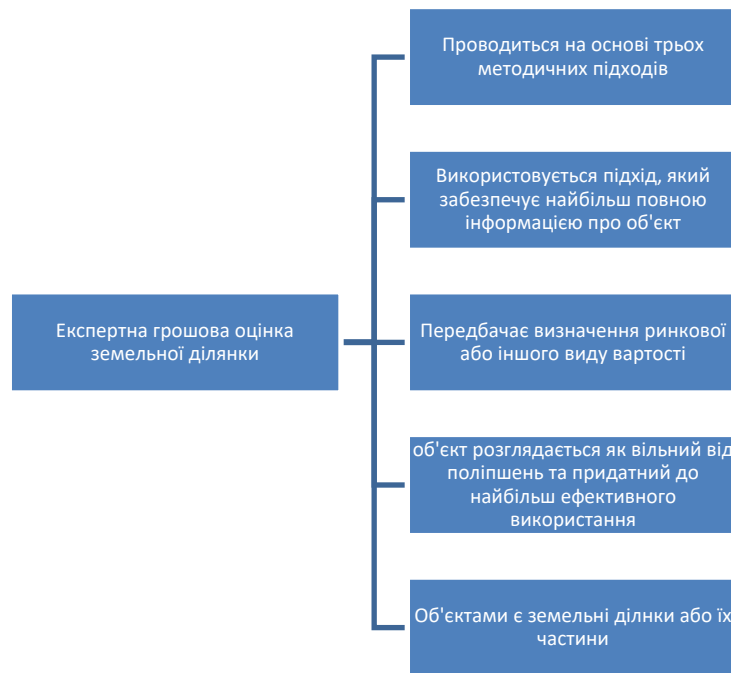 Проводиться на основі трьох
методичних підходів
Використовується підхід, який
забезпечує найбільш повною
інформацією про об'єкт
Експертна грошова оцінка
земельної ділянки
Передбачає визначення ринкової
або іншого виду вартості
об'єкт розглядається як вільний від
поліпшень та придатний до
найбільш ефективного
використання
Об'єктами є земельні ділнки або їх
частини